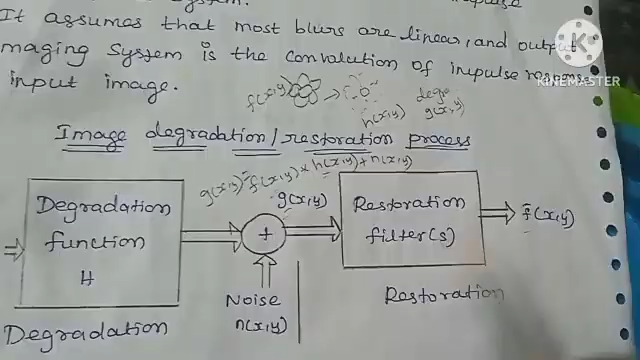 It assumes that most blurs are linear, and output
maging system is the convolution of impulse response
input image.
f(x,y)
h(x,y)
degr
g(x,y)
KINEMASTER
Image degradation/restoration process
g(x,y) = f(x,y) * h(x,y) + n(x,y)
Degradation
function
H
+
g(x,y)
Restoration
filter(s)
f̂(x,y)
Noise
n(x,y)
Degradation
Restoration